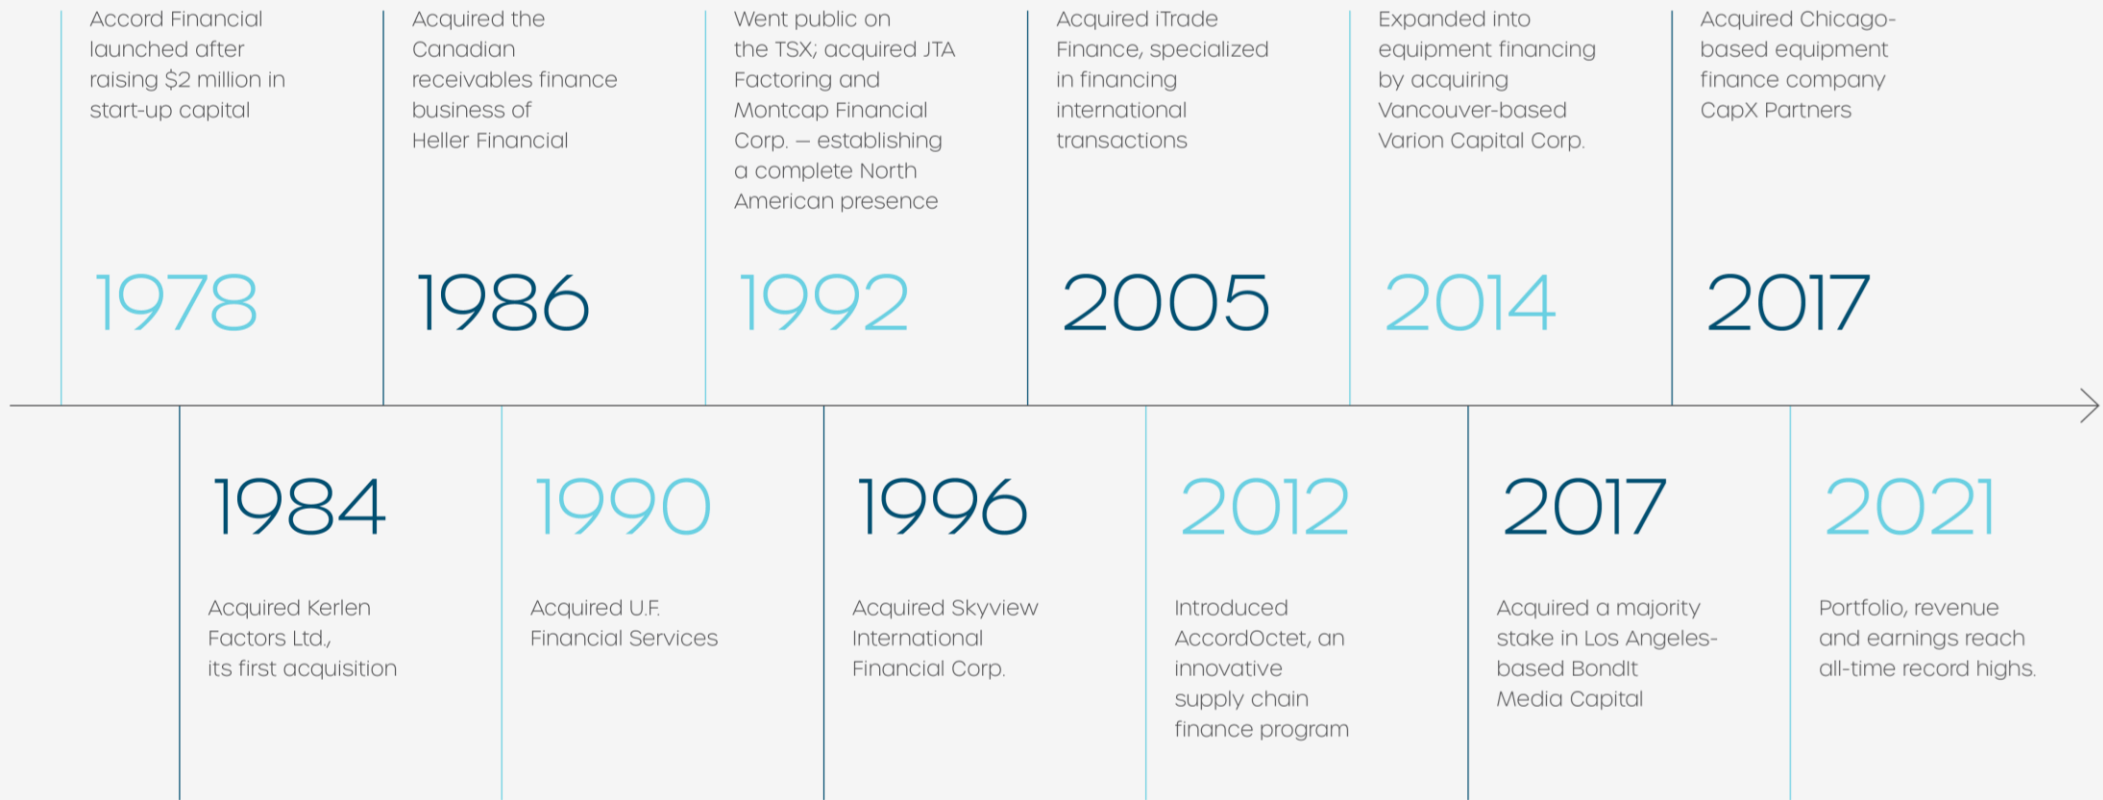 Accord Financial
launched after
raising $2 million in
start-up capital
1978
Acquired the
Canadian
receivables finance
business of
Heller Financial
1986
Went public on
the TSX; acquired JTA
Factoring and
Montcap Financial
Corp. – establishing
a complete North
American presence
1992
Acquired iTrade
Finance, specialized
in financing
international
transactions
2005
Expanded into
equipment financing
by acquiring
Vancouver-based
Varion Capital Corp.
2014
Acquired Chicago-
based equipment
finance company
CapX Partners
2017
1984
Acquired Kerlen
Factors Ltd.,
its first acquisition
1990
Acquired U.F.
Financial Services
1996
Acquired Skyview
International
Financial Corp.
2012
Introduced
AccordOctet, an
innovative
supply chain
finance program
2017
Acquired a majority
stake in Los Angeles-
based BondIt
Media Capital
2021
Portfolio, revenue
and earnings reach
all-time record highs.